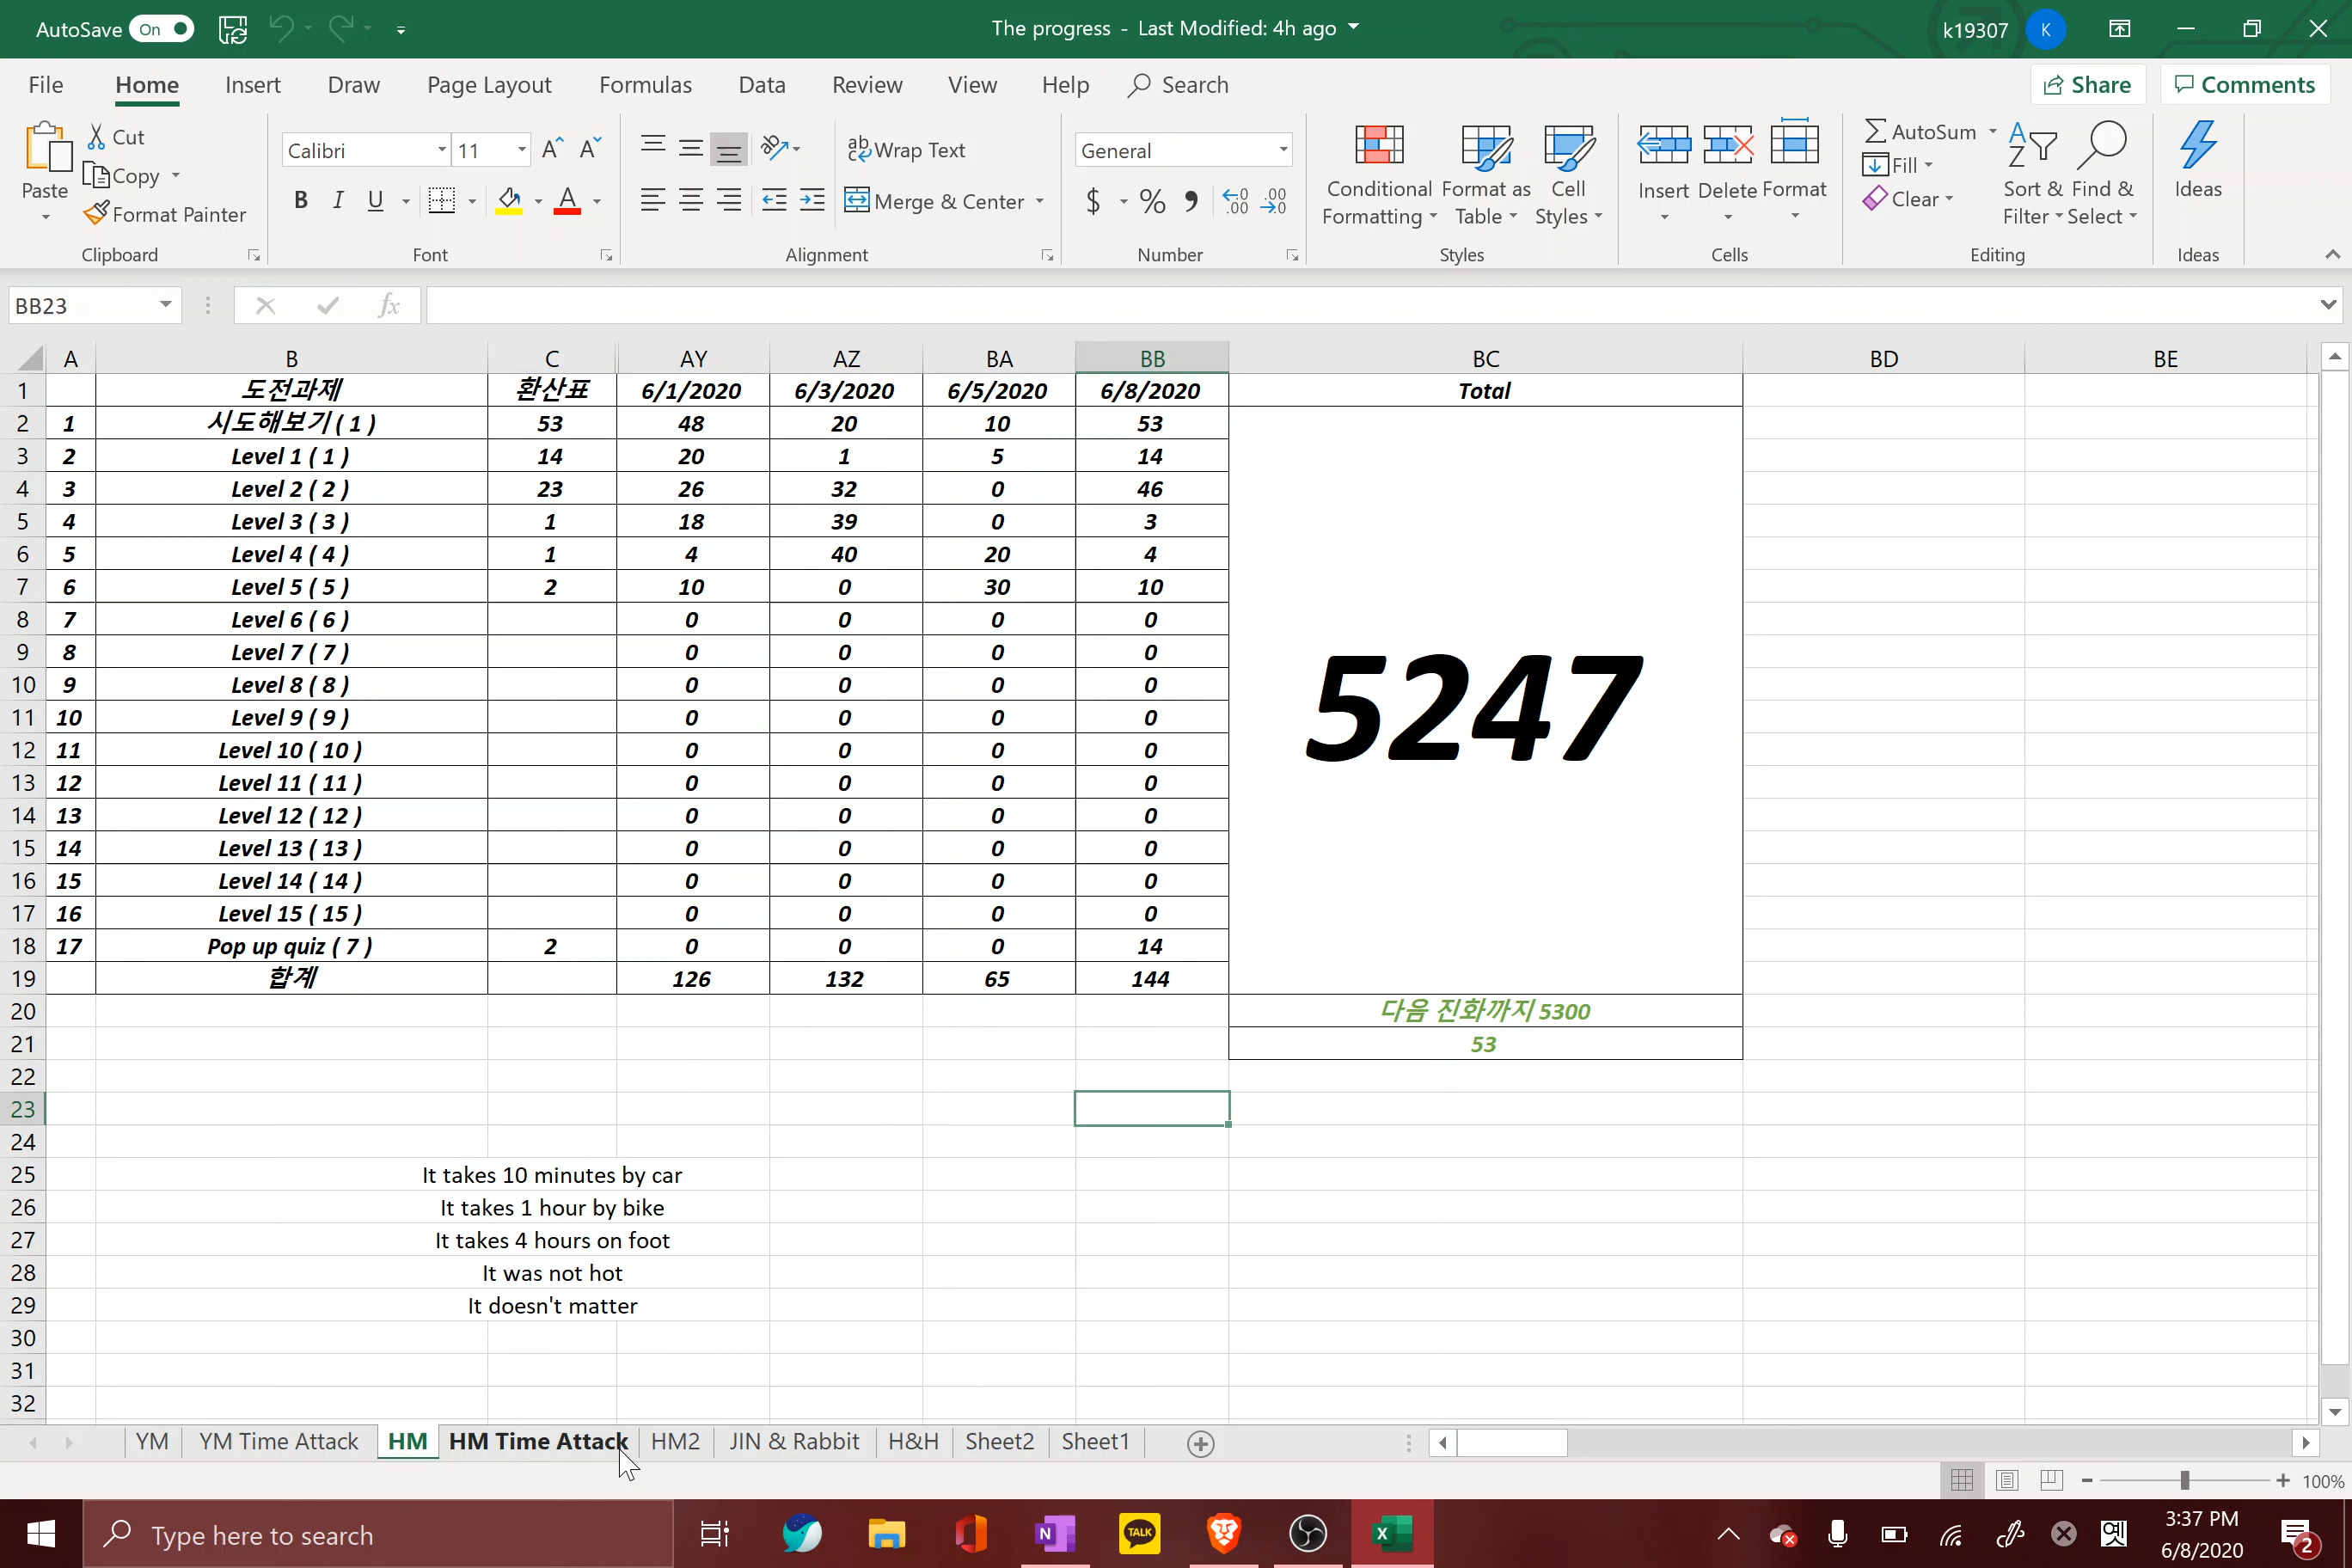 AutoSave On The progress - Last Modified: 4h ago k19307 K
File Home Insert Draw Page Layout Formulas Data Review View Help Search Share Comments
Paste Cut Copy Format Painter Clipboard
Calibri 11 A A B I U A Font
ab c Wrap Text Merge & Center Alignment
General $ % , .0 .00 .00 .0 Number
Conditional Formatting Format as Table Cell Styles Styles
Insert Delete Format Cells
AutoSum Fill Clear A Z Sort & Filter Find & Select Editing
Ideas Ideas
BB23 fx
A B C AY AZ BA BB BC BD BE
1 도전과제 환산표 6/1/2020 6/3/2020 6/5/2020 6/8/2020 Total
2 1 시도해보기 ( 1 ) 53 48 20 10 53
3 2 Level 1 ( 1 ) 14 20 1 5 14
4 3 Level 2 ( 2 ) 23 26 32 0 46
5 4 Level 3 ( 3 ) 1 18 39 0 3
6 5 Level 4 ( 4 ) 1 4 40 20 4
7 6 Level 5 ( 5 ) 2 10 0 30 10
8 7 Level 6 ( 6 ) 0 0 0 0
9 8 Level 7 ( 7 ) 0 0 0 0
10 9 Level 8 ( 8 ) 0 0 0 0
11 10 Level 9 ( 9 ) 0 0 0 0
5247
12 11 Level 10 ( 10 ) 0 0 0 0
13 12 Level 11 ( 11 ) 0 0 0 0
14 13 Level 12 ( 12 ) 0 0 0 0
15 14 Level 13 ( 13 ) 0 0 0 0
16 15 Level 14 ( 14 ) 0 0 0 0
17 16 Level 15 ( 15 ) 0 0 0 0
18 17 Pop up quiz ( 7 ) 2 0 0 0 14
19 합계 126 132 65 144
20 다음 진화까지 5300
21 53
22
23
24
25 It takes 10 minutes by car
26 It takes 1 hour by bike
27 It takes 4 hours on foot
28 It was not hot
29 It doesn't matter
30
31
32
YM YM Time Attack HM HM Time Attack HM2 JIN & Rabbit H&H Sheet2 Sheet1
100%
Type here to search N TALK X 3:37 PM
6/8/2020 2